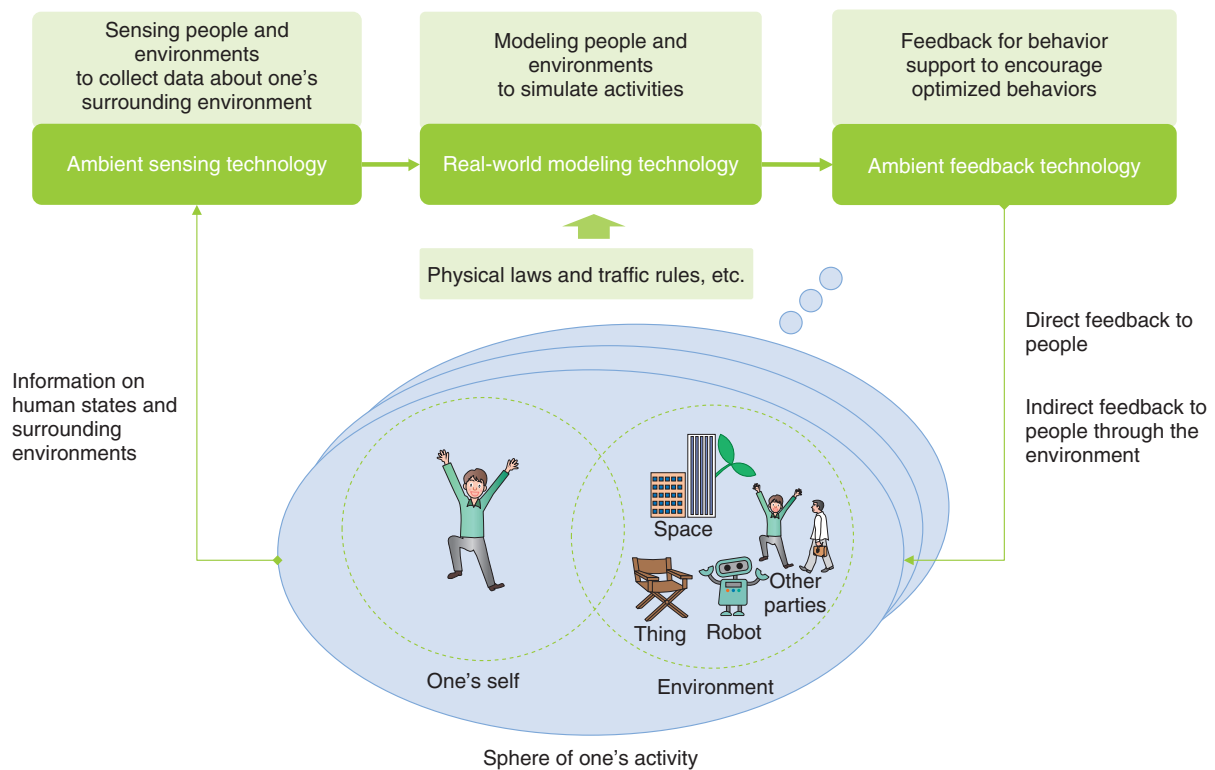 Sensing people and
environments
to collect data about one's
surrounding environment
Ambient sensing technology
Modeling people and
environments
to simulate activities
Real-world modeling technology
Feedback for behavior
support to encourage
optimized behaviors
Ambient feedback technology
Physical laws and traffic rules, etc.
Information on
human states and
surrounding
environments
Direct feedback to
people
Indirect feedback to
people through the
environment
Space
Thing
Robot
Other
parties
One's self
Environment
Sphere of one's activity